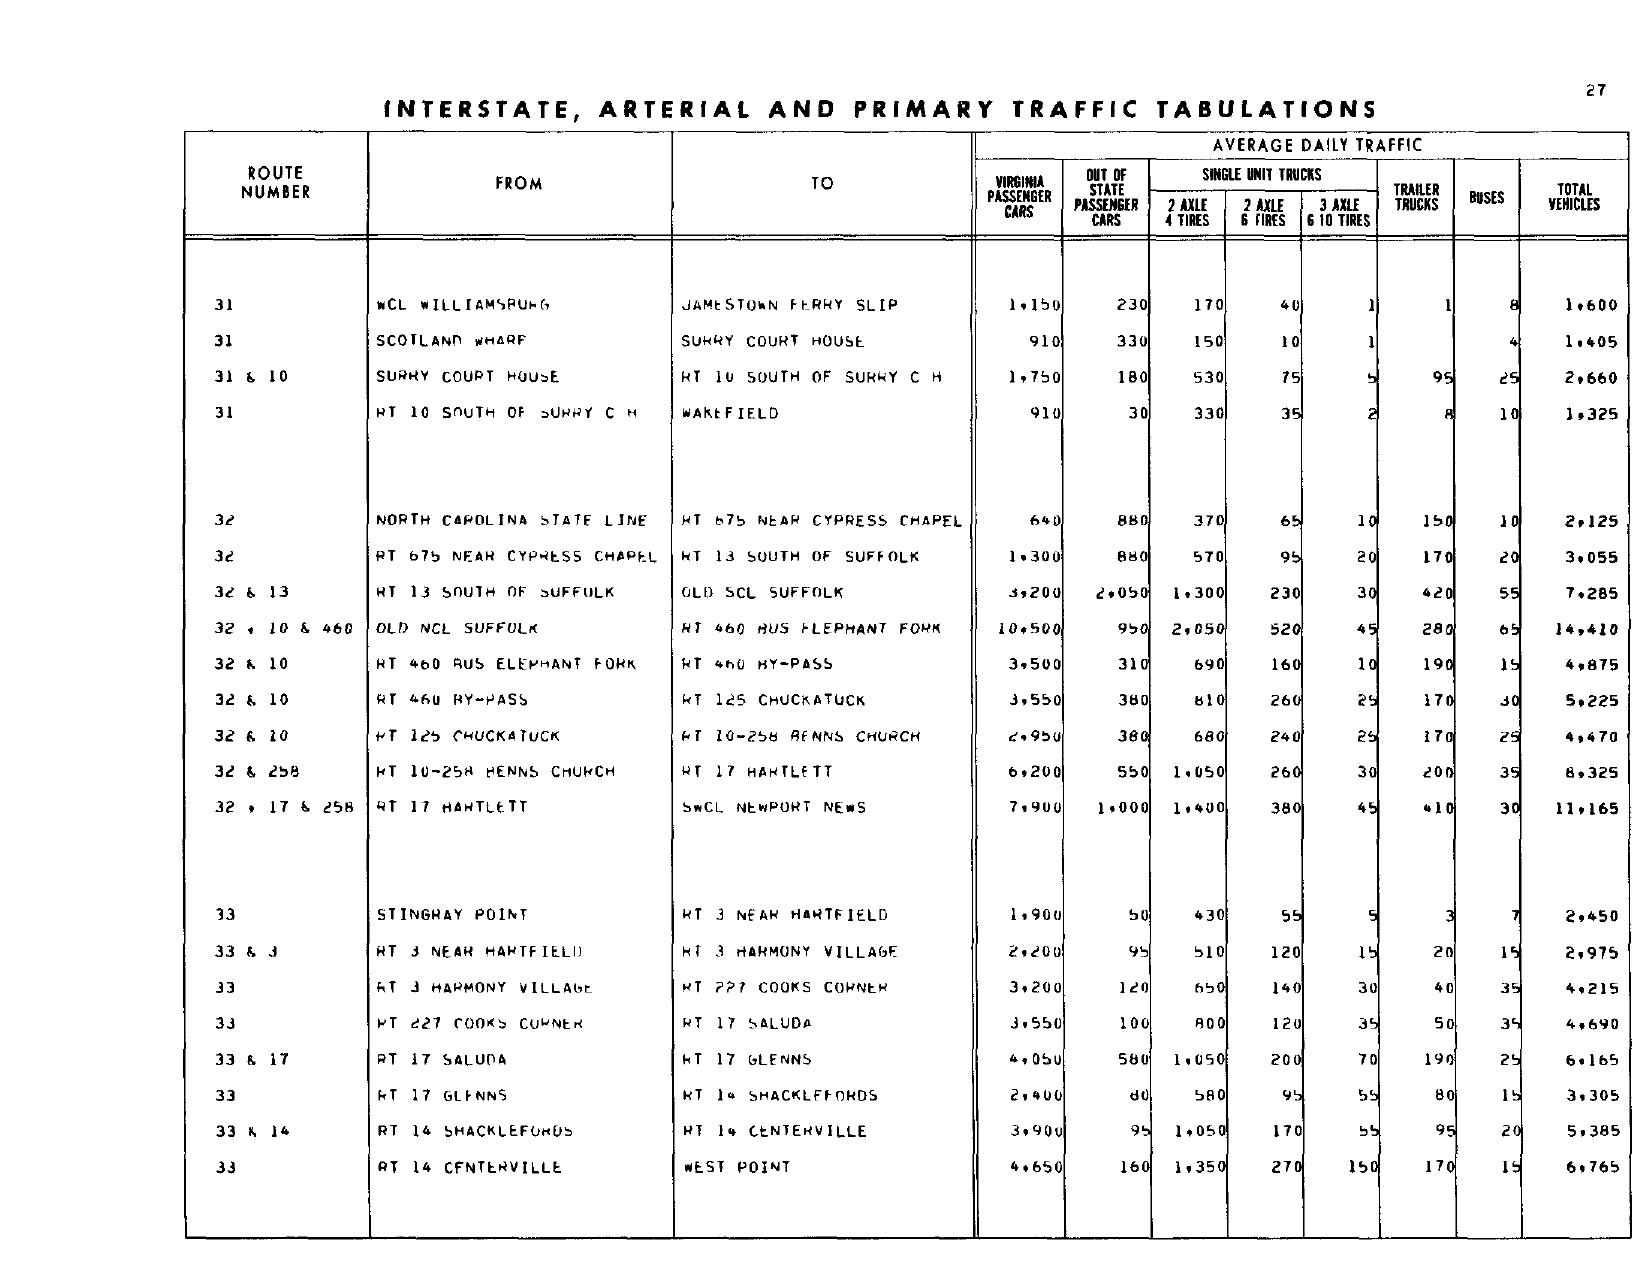 27
INTERSTATE, ARTERIAL AND PRIMARY TRAFFIC TABULATIONS
AVERAGE DAILY TRAFFIC
ROUTE NUMBER FROM TO VIRGINIA PASSENGER CARS OUT OF STATE PASSENGER CARS SINGLE UNIT TRUCKS 2 AXLE 4 TIRES 2 AXLE 6 TIRES 3 AXLE 6 10 TIRES TRAILER TRUCKS BUSES TOTAL VEHICLES
31 WCL WILLIAMSBURG JAMESTOWN FERRY SLIP 1,150 230 170 40 1 1 8 1,600
31 SCOTLAND WHARF SURRY COURT HOUSE 910 330 150 10 1 4 1,405
31 & 10 SURRY COURT HOUSE RT 10 SOUTH OF SURRY C H 1,750 180 530 75 5 95 25 2,660
31 RT 10 SOUTH OF SURRY C H WAKEFIELD 910 30 330 35 2 8 10 1,325
32 NORTH CAROLINA STATE LINE RT 675 NEAR CYPRESS CHAPEL 640 880 370 65 10 150 10 2,125
32 RT 675 NEAR CYPRESS CHAPEL RT 13 SOUTH OF SUFFOLK 1,300 880 570 95 20 170 20 3,055
32 & 13 RT 13 SOUTH OF SUFFOLK OLD SCL SUFFOLK 3,200 2,050 1,300 230 30 420 55 7,285
32 , 10 & 460 OLD NCL SUFFOLK RT 460 BUS ELEPHANT FORK 10,500 950 2,050 520 45 280 65 14,410
32 & 10 RT 460 BUS ELEPHANT FORK RT 460 BY-PASS 3,500 310 690 160 10 190 15 4,875
32 & 10 RT 460 BY-PASS RT 125 CHUCKATUCK 3,550 380 810 260 25 170 30 5,225
32 & 10 RT 125 CHUCKATUCK RT 10-258 BENNS CHURCH 2,950 380 680 240 25 170 25 4,470
32 & 258 RT 10-258 BENNS CHURCH RT 17 BARTLETT 6,200 550 1,050 260 30 200 35 8,325
32 , 17 & 258 RT 17 BARTLETT SWCL NEWPORT NEWS 7,900 1,000 1,400 380 45 410 30 11,165
33 STINGRAY POINT RT 3 NEAR HARTFIELD 1,900 50 430 55 5 3 7 2,450
33 & 3 RT 3 NEAR HARTFIELD RT 3 HARMONY VILLAGE 2,200 95 510 120 15 20 15 2,975
33 RT 3 HARMONY VILLAGE RT 227 COOKS CORNER 3,200 120 650 140 30 40 35 4,215
33 RT 227 COOKS CORNER RT 17 SALUDA 3,550 100 800 120 35 50 35 4,690
33 & 17 RT 17 SALUDA RT 17 GLENNS 4,050 580 1,050 200 70 190 25 6,165
33 RT 17 GLENNS RT 14 SHACKLEFORDS 2,400 80 580 95 55 80 15 3,305
33 & 14 RT 14 SHACKLEFORDS RT 14 CENTERVILLE 3,900 95 1,050 170 55 95 20 5,385
33 RT 14 CENTERVILLE WEST POINT 4,650 160 1,350 270 150 170 15 6,765